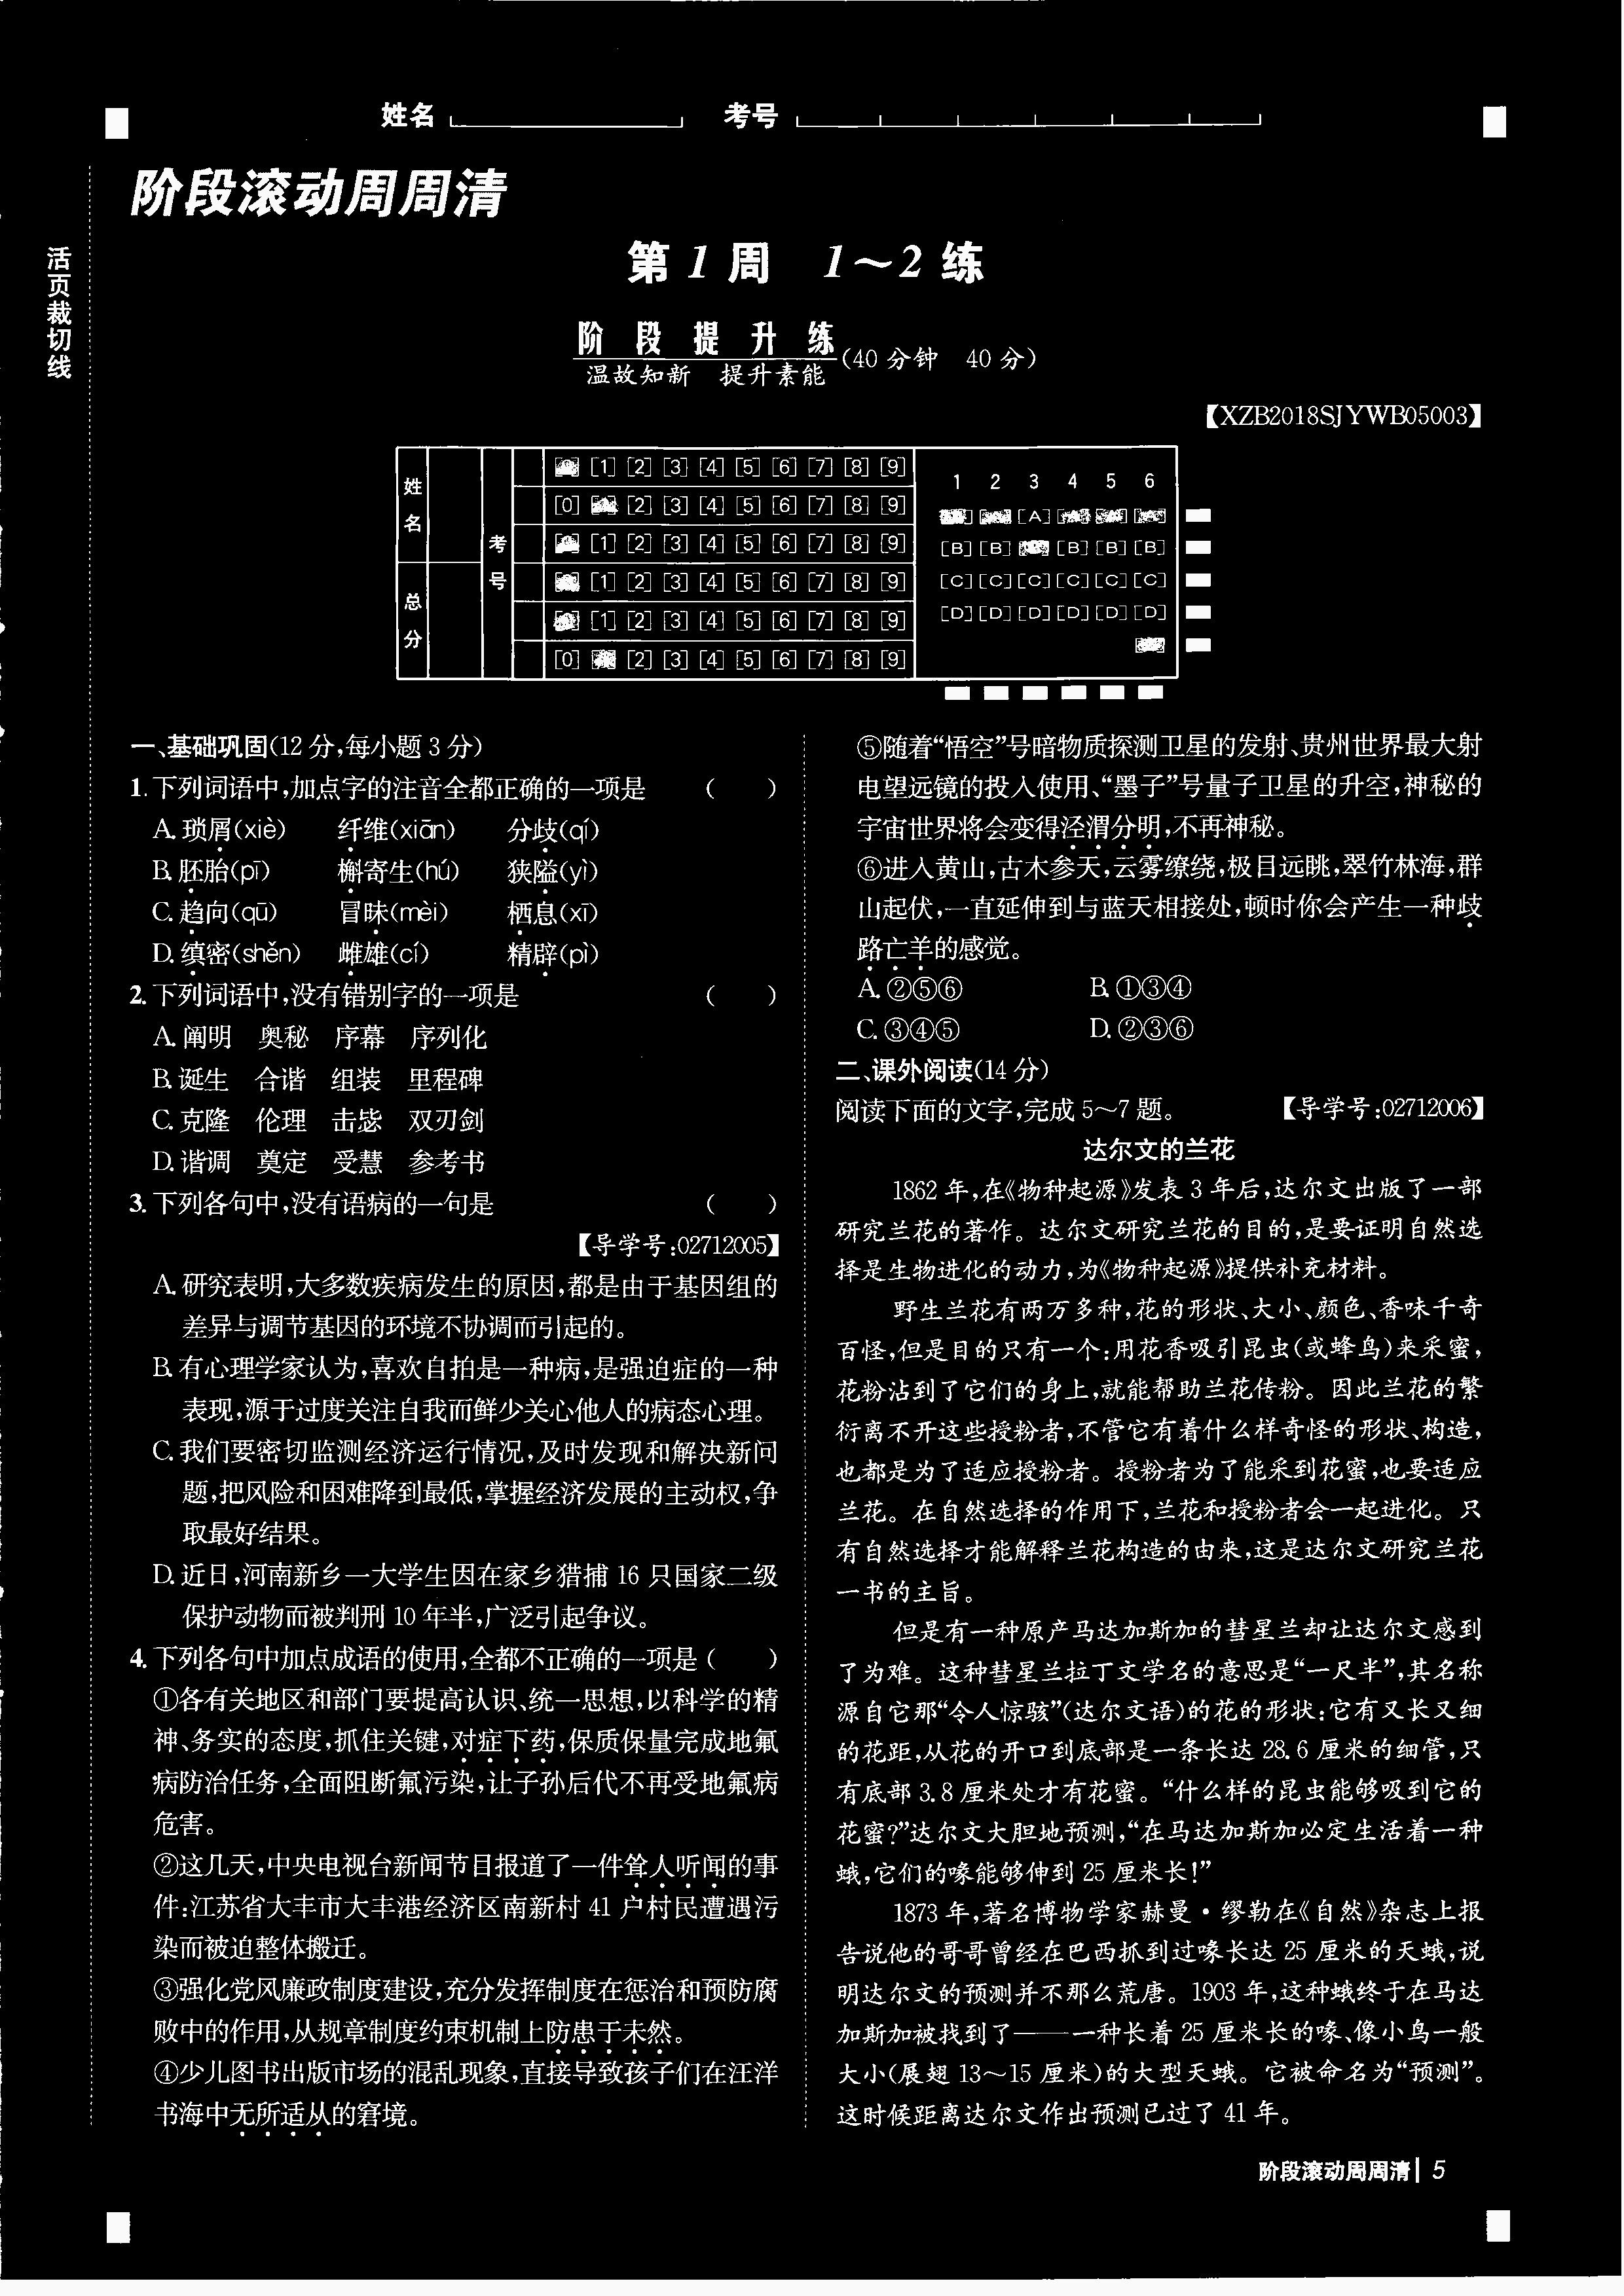 姓名 考号
阶段滚动周周清
活页裁切线
第1周 1～2练
阶段提升练(40分钟 40分)
温故知新 提升素能
【XZB2018SJYWB05003】
姓名
总分
考号
[1] [2] [3] [4] [5] [6] [7] [8] [9]
[0] [2] [3] [4] [5] [6] [7] [8] [9]
[1] [2] [3] [4] [5] [6] [7] [8] [9]
[1] [2] [3] [4] [5] [6] [7] [8] [9]
[1] [2] [3] [4] [5] [6] [7] [8] [9]
[0] [2] [3] [4] [5] [6] [7] [8] [9]
1 2 3 4 5 6
[A]
[B] [B] [B] [B] [B]
[C] [C] [C] [C] [C] [C]
[D] [D] [D] [D] [D] [D]
一、基础巩固(12分,每小题3分)
1.下列词语中,加点字的注音全都正确的一项是 ( )
A.琐屑(xiè) 纤维(xiān) 分歧(qí)
B.胚胎(pī) 槲寄生(hú) 狭隘(yì)
C.趋向(qū) 冒昧(mèi) 栖息(xī)
D.缜密(shěn) 雌雄(cí) 精辟(pì)
2.下列词语中,没有错别字的一项是 ( )
A.阐明 奥秘 序幕 序列化
B.诞生 合谐 组装 里程碑
C.克隆 伦理 击毖 双刃剑
D.谐调 奠定 受慧 参考书
3.下列各句中,没有语病的一句是 ( )
【导学号:02712005】
A.研究表明,大多数疾病发生的原因,都是由于基因组的
差异与调节基因的环境不协调而引起的。
B.有心理学家认为,喜欢自拍是一种病,是强迫症的一种
表现,源于过度关注自我而鲜少关心他人的病态心理。
C.我们要密切监测经济运行情况,及时发现和解决新问
题,把风险和困难降到最低,掌握经济发展的主动权,争
取最好结果。
D.近日,河南新乡一大学生因在家乡猎捕16只国家二级
保护动物而被判刑10年半,广泛引起争议。
4.下列各句中加点成语的使用,全都不正确的一项是( )
①各有关地区和部门要提高认识、统一思想,以科学的精
神、务实的态度,抓住关键,对症下药,保质保量完成地氟
病防治任务,全面阻断氟污染,让子孙后代不再受地氟病
危害。
②这几天,中央电视台新闻节目报道了一件耸人听闻的事
件:江苏省大丰市大丰港经济区南新村41户村民遭遇污
染而被迫整体搬迁。
③强化党风廉政制度建设,充分发挥制度在惩治和预防腐
败中的作用,从规章制度约束机制上防患于未然。
④少儿图书出版市场的混乱现象,直接导致孩子们在汪洋
书海中无所适从的窘境。
⑤随着“悟空”号暗物质探测卫星的发射、贵州世界最大射
电望远镜的投入使用、“墨子”号量子卫星的升空,神秘的
宇宙世界将会变得泾渭分明,不再神秘。
⑥进入黄山,古木参天,云雾缭绕,极目远眺,翠竹林海,群
山起伏,一直延伸到与蓝天相接处,顿时你会产生一种歧
路亡羊的感觉。
A.②⑤⑥ B.①③④
C.③④⑤ D.②③⑥
二、课外阅读(14分)
阅读下面的文字,完成5～7题。 【导学号:02712006】
达尔文的兰花
1862年,在《物种起源》发表3年后,达尔文出版了一部
研究兰花的著作。达尔文研究兰花的目的,是要证明自然选
择是生物进化的动力,为《物种起源》提供补充材料。
野生兰花有两万多种,花的形状、大小、颜色、香味千奇
百怪,但是目的只有一个:用花香吸引昆虫(或蜂鸟)来采蜜,
花粉沾到了它们的身上,就能帮助兰花传粉。因此兰花的繁
衍离不开这些授粉者,不管它有着什么样奇怪的形状、构造,
也都是为了适应授粉者。授粉者为了能采到花蜜,也要适应
兰花。在自然选择的作用下,兰花和授粉者会一起进化。只
有自然选择才能解释兰花构造的由来,这是达尔文研究兰花
一书的主旨。
但是有一种原产马达加斯加的彗星兰却让达尔文感到
了为难。这种彗星兰拉丁文学名的意思是“一尺半”,其名称
源自它那“令人惊骇”(达尔文语)的花的形状:它有又长又细
的花距,从花的开口到底部是一条长达28.6厘米的细管,只
有底部3.8厘米处才有花蜜。“什么样的昆虫能够吸到它的
花蜜?”达尔文大胆地预测,“在马达加斯加必定生活着一种
蛾,它们的喙能够伸到25厘米长!”
1873年,著名博物学家赫曼·缪勒在《自然》杂志上报
告说他的哥哥曾经在巴西抓到过喙长达25厘米的天蛾,说
明达尔文的预测并不那么荒唐。1903年,这种蛾终于在马达
加斯加被找到了——一种长着25厘米长的喙、像小鸟一般
大小(展翅13～15厘米)的大型天蛾。它被命名为“预测”。
这时候距离达尔文作出预测已过了41年。
阶段滚动周周清 5